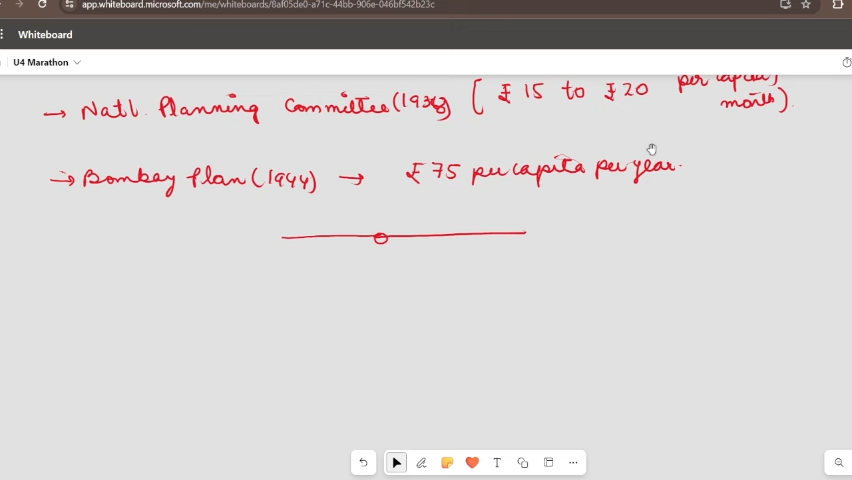 app.whiteboard.microsoft.com/me/whiteboards/8af05de0-a71c-44bb-906e-046bf542b23c
Whiteboard
U4 Marathon
→ Natl. Planning Committee (1938) [ ₹ 15 to ₹ 20 per capita/
month).
→ Bombay Plan (1944) → ₹ 75 per capita per year.
T